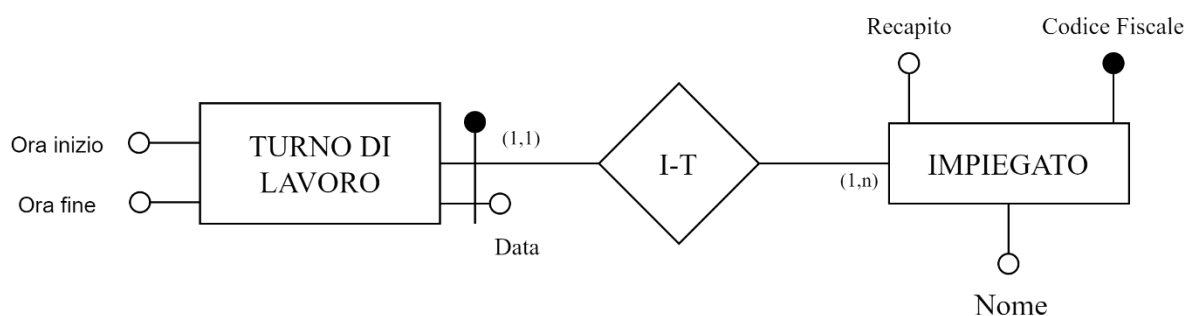 Recapito
Codice Fiscale
Ora inizio
TURNO DI
LAVORO
(1,1)
I-T
(1,n)
IMPIEGATO
Ora fine
Data
Nome